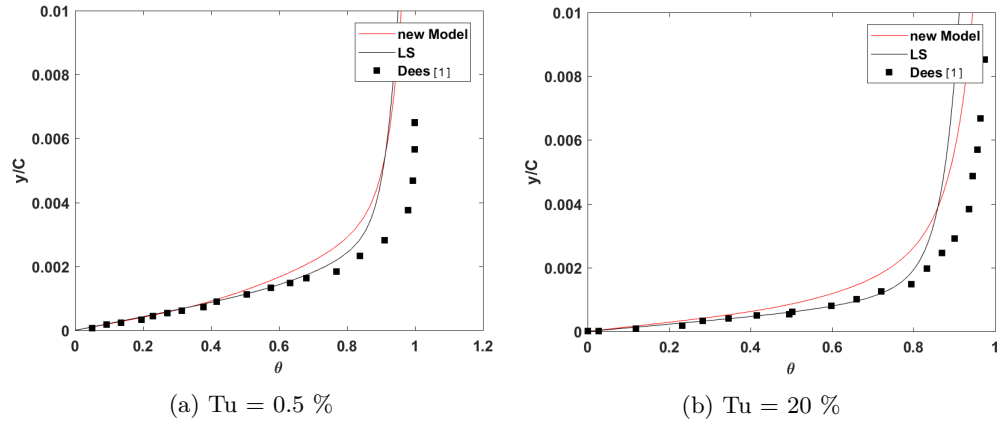 0.01
0.008
0.006
0.004
0.002
0
y/C
0 0.2 0.4 0.6 0.8 1 1.2
θ
new Model
LS
Dees [1]
(a) Tu = 0.5 %
0.01
0.008
0.006
0.004
0.002
0
y/C
0 0.2 0.4 0.6 0.8 1
θ
new Model
LS
Dees [1]
(b) Tu = 20 %